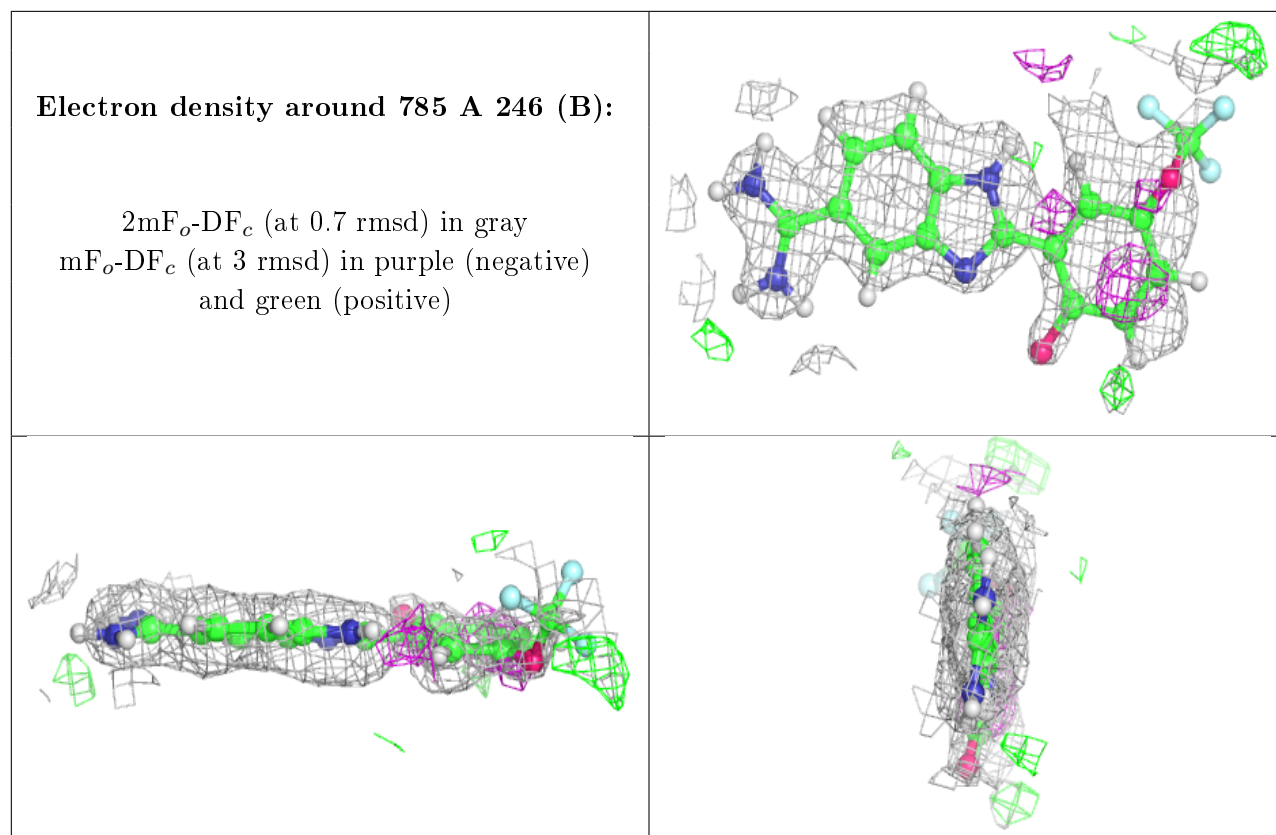 Electron density around 785 A 246 (B):
2mFₒ-DF𝒸 (at 0.7 rmsd) in gray
mFₒ-DF𝒸 (at 3 rmsd) in purple (negative)
and green (positive)